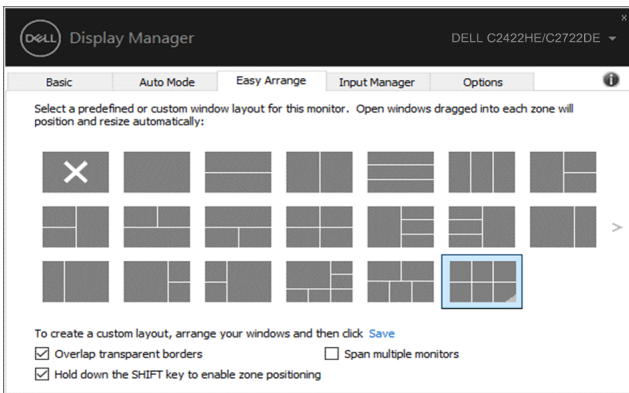 x
DELL Display Manager DELL C2422HE/C2722DE
Basic Auto Mode Easy Arrange Input Manager Options
Select a predefined or custom window layout for this monitor. Open windows dragged into each zone will
position and resize automatically:
To create a custom layout, arrange your windows and then click Save
Overlap transparent borders Span multiple monitors
Hold down the SHIFT key to enable zone positioning